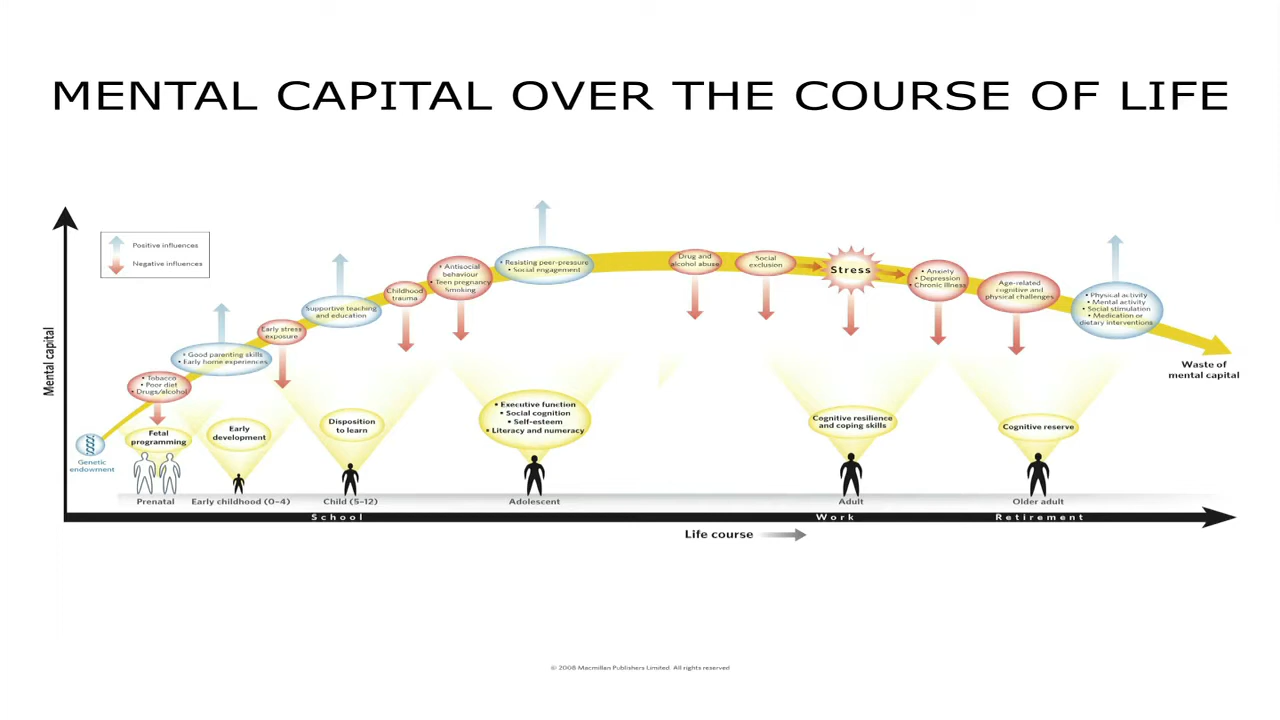 MENTAL CAPITAL OVER THE COURSE OF LIFE
Positive influences
Negative influences
Mental capital
Genetic
endowment
• Tobacco
• Poor diet
• Drugs/alcohol
• Good parenting skills
• Early home experiences
Early stress
exposure
Supportive teaching
and education
Childhood
trauma
• Antisocial
behaviour
• Teen pregnancy
Smoking
• Resisting peer-pressure
• Social engagement
Drug and
alcohol abuse
Social
exclusion
Stress
• Anxiety
• Depression
• Chronic illness
Age-related
cognitive and
physical challenges
• Physical activity
• Mental activity
• Social stimulation
• Medication or
dietary interventions
Waste of
mental capital
Fetal
programming
Early
development
Disposition
to learn
• Executive function
• Social cognition
• Self-esteem
• Literacy and numeracy
Cognitive resilience
and coping skills
Cognitive reserve
Prenatal
Early childhood (0–4)
Child (5–12)
Adolescent
Adult
Older adult
School
Work
Retirement
Life course
© 2008 Macmillan Publishers Limited. All rights reserved